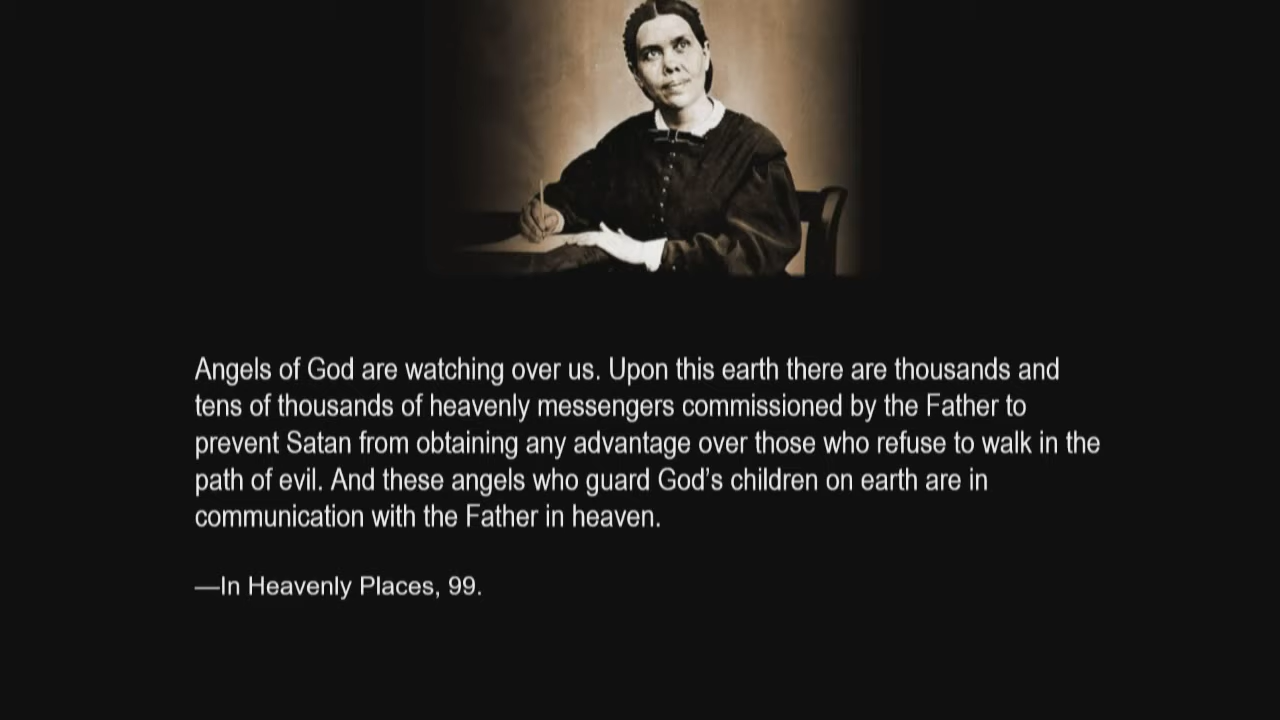 Angels of God are watching over us. Upon this earth there are thousands and
tens of thousands of heavenly messengers commissioned by the Father to
prevent Satan from obtaining any advantage over those who refuse to walk in the
path of evil. And these angels who guard God’s children on earth are in
communication with the Father in heaven.
—In Heavenly Places, 99.